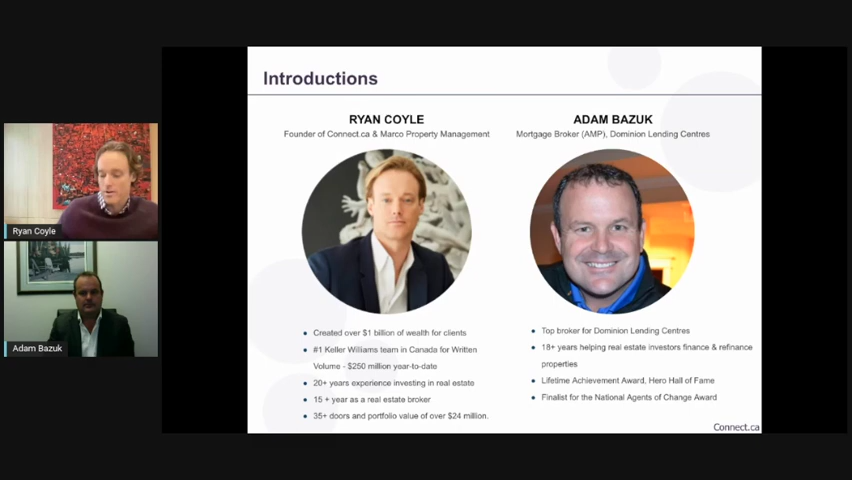 Introductions
RYAN COYLE
Founder of Connect.ca & Marco Property Management
Created over $1 billion of wealth for clients
#1 Keller Williams team in Canada for Written
Volume - $250 million year-to-date
20+ years experience investing in real estate
15 + year as a real estate broker
35+ doors and portfolio value of over $24 million.
ADAM BAZUK
Mortgage Broker (AMP), Dominion Lending Centres
Top broker for Dominion Lending Centres
18+ years helping real estate investors finance & refinance
properties
Lifetime Achievement Award, Hero Hall of Fame
Finalist for the National Agents of Change Award
Connect.ca
Ryan Coyle
Adam Bazuk